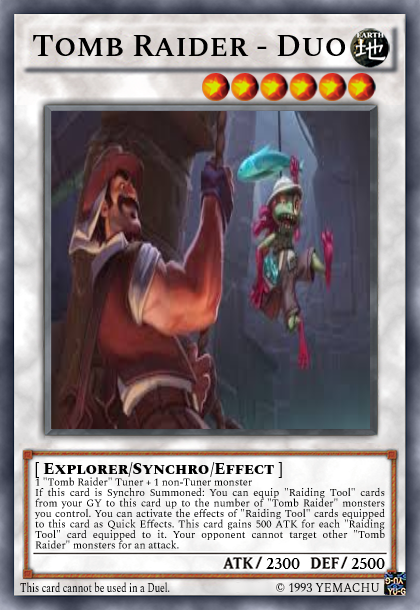 TOMB RAIDER - DUO
EARTH
地
[ EXPLORER/SYNCHRO/EFFECT ]
1 "Tomb Raider" Tuner + 1 non-Tuner monster
If this card is Synchro Summoned: You can equip "Raiding Tool" cards
from your GY to this card up to the number of "Tomb Raider" monsters
you control. You can activate the effects of "Raiding Tool" cards equipped
to this card as Quick Effects. This card gains 500 ATK for each "Raiding
Tool" card equipped to it. Your opponent cannot target other "Tomb
Raider" monsters for an attack.
ATK / 2300 DEF / 2500
This card cannot be used in a Duel.
© 1993 YEMACHU